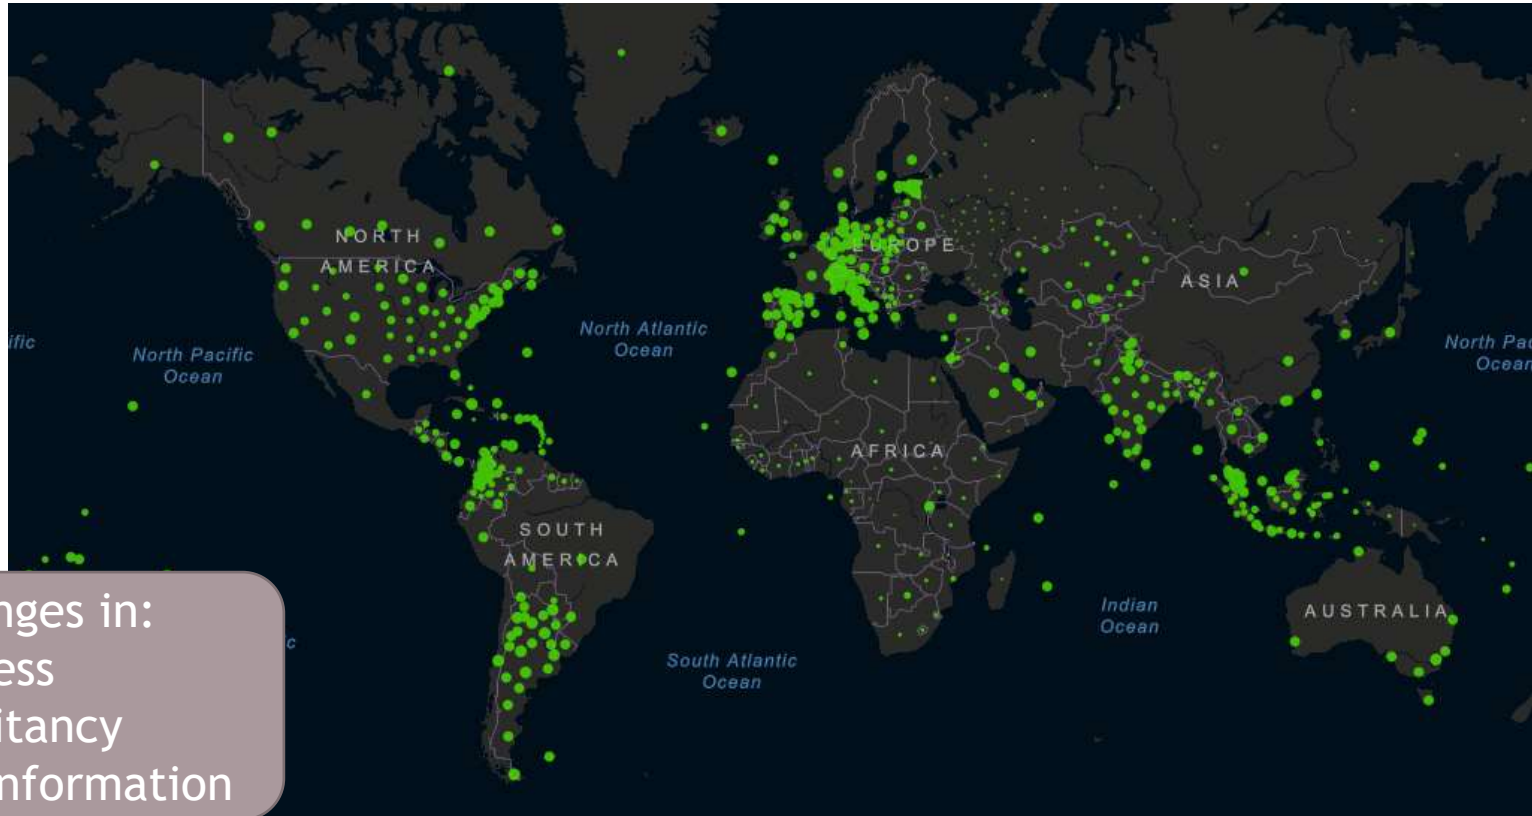 NORTH
AMERICA
EUROPE
ASIA
North Atlantic
Ocean
North Pacific
Ocean
AFRICA
SOUTH
AMERICA
Indian
Ocean
AUSTRALIA
South Atlantic
Ocean
nges in:
ess
itancy
nformation
ific
North Pac
Ocean
c